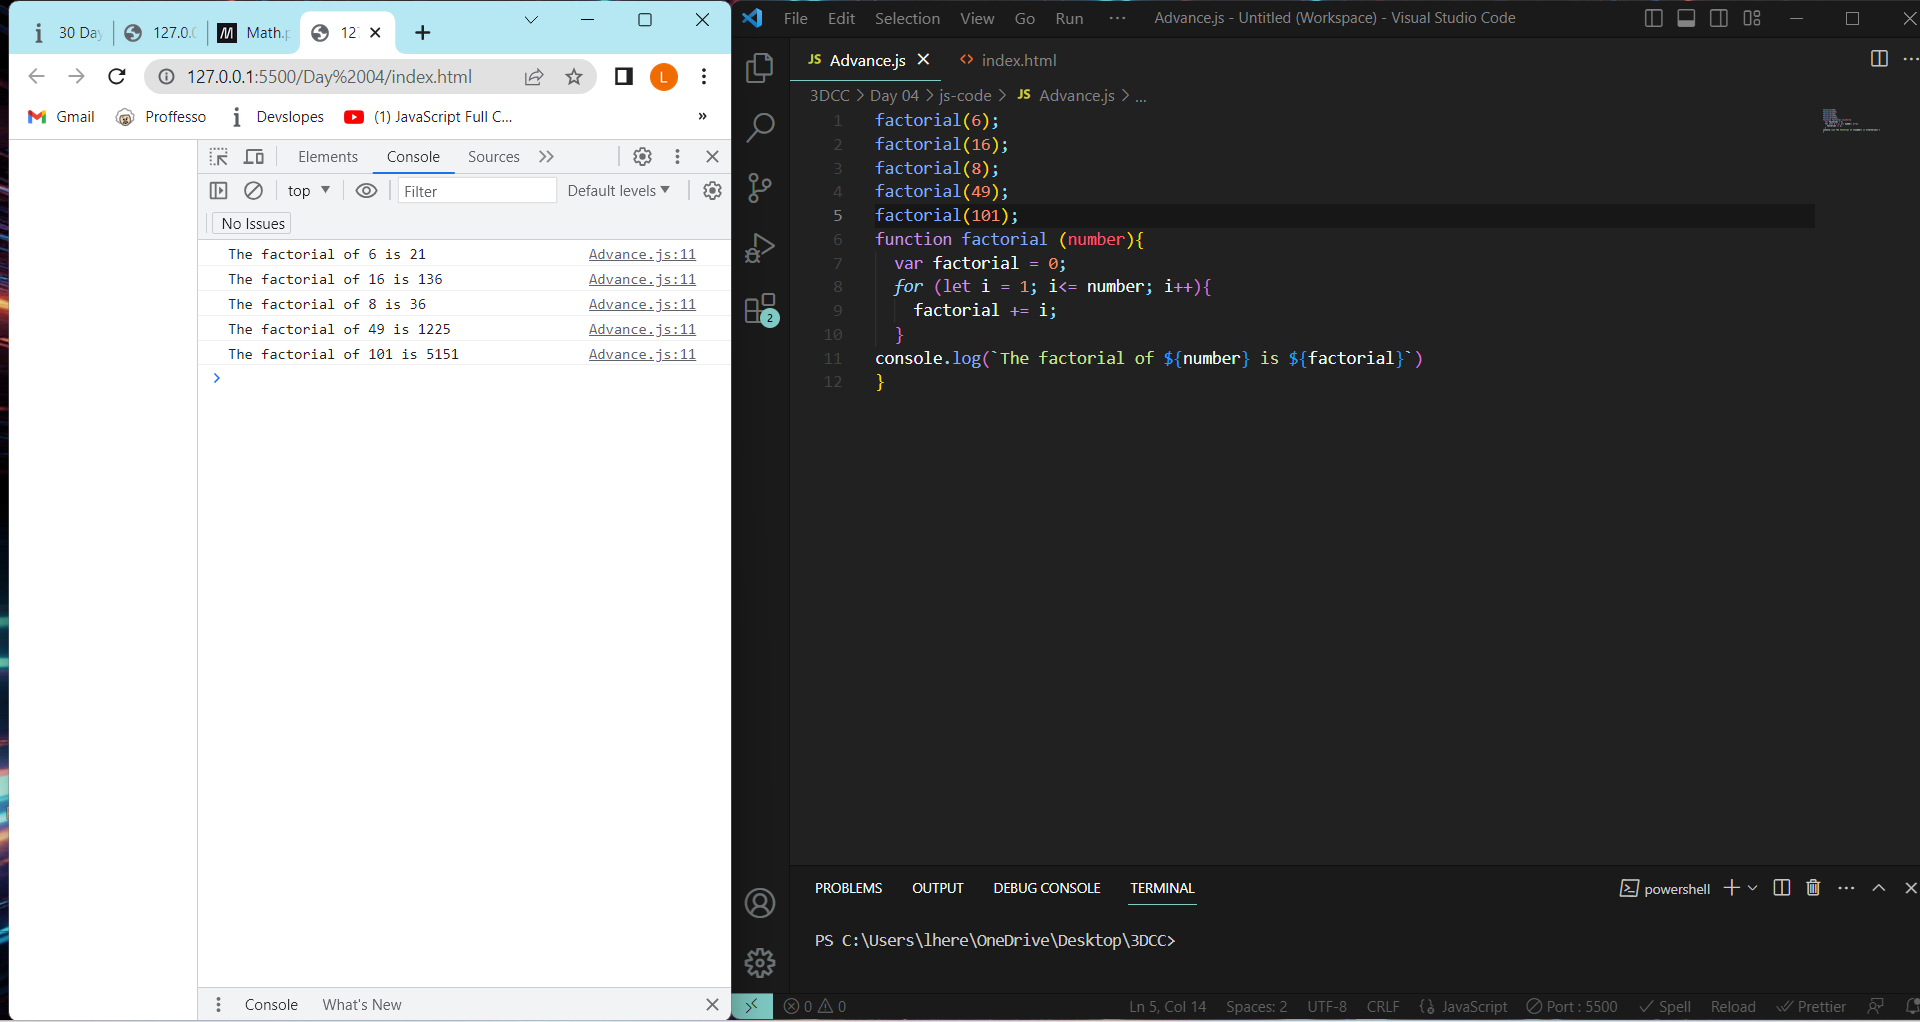 30 Day
127.0.0
Math.p
12
127.0.0.1:5500/Day%2004/index.html
L
Gmail
Proffesso
Devslopes
(1) JavaScript Full C...
»
Elements
Console
Sources
top
Filter
Default levels
No Issues
The factorial of 6 is 21 Advance.js:11
The factorial of 16 is 136 Advance.js:11
The factorial of 8 is 36 Advance.js:11
The factorial of 49 is 1225 Advance.js:11
The factorial of 101 is 5151 Advance.js:11
Console
What's New
File Edit Selection View Go Run ··· Advance.js - Untitled (Workspace) - Visual Studio Code
JS Advance.js
index.html
3DCC > Day 04 > js-code > JS Advance.js > ...
1 factorial(6);
2 factorial(16);
3 factorial(8);
4 factorial(49);
5 factorial(101);
6 function factorial (number){
7 var factorial = 0;
8 for (let i = 1; i<= number; i++){
9 factorial += i;
10 }
11 console.log(`The factorial of ${number} is ${factorial}`)
12 }
2
PROBLEMS OUTPUT DEBUG CONSOLE TERMINAL
powershell
PS C:\Users\lhere\OneDrive\Desktop\3DCC>
0 0
Ln 5, Col 14 Spaces: 2 UTF-8 CRLF {} JavaScript Port : 5500 Spell Reload Prettier